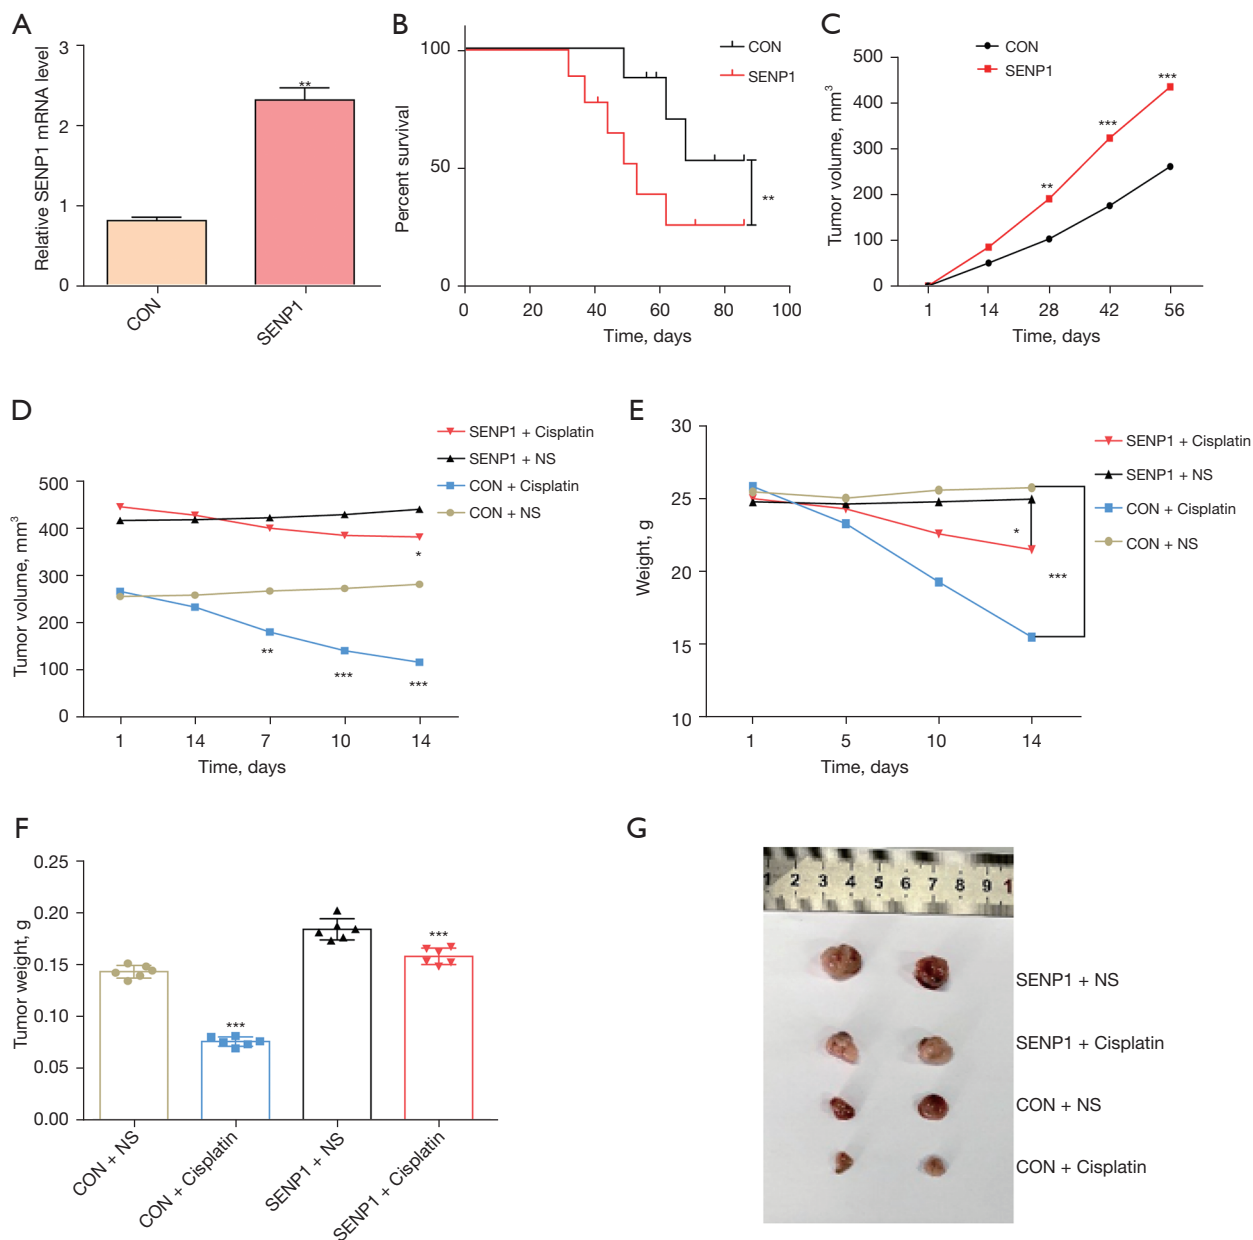 A
Relative SENP1 mRNA level
3
2
1
0
**
CON
SENP1
B
Percent survival
100
50
0
CON
SENP1
**
0 20 40 60 80 100
Time, days
C
Tumor volume, mm³
500
400
300
200
100
0
CON
SENP1
**
***
***
1 14 28 42 56
Time, days
D
SENP1 + Cisplatin
SENP1 + NS
CON + Cisplatin
CON + NS
Tumor volume, mm³
500
400
300
200
100
0
*
**
***
***
1 14 7 10 14
Time, days
E
SENP1 + Cisplatin
SENP1 + NS
CON + Cisplatin
CON + NS
Weight, g
30
25
20
15
10
*
***
1 5 10 14
Time, days
F
Tumor weight, g
0.25
0.20
0.15
0.10
0.05
0.00
***
***
CON + NS
CON + Cisplatin
SENP1 + NS
SENP1 + Cisplatin
G
1 2 3 4 5 6 7 8 9 1
SENP1 + NS
SENP1 + Cisplatin
CON + NS
CON + Cisplatin